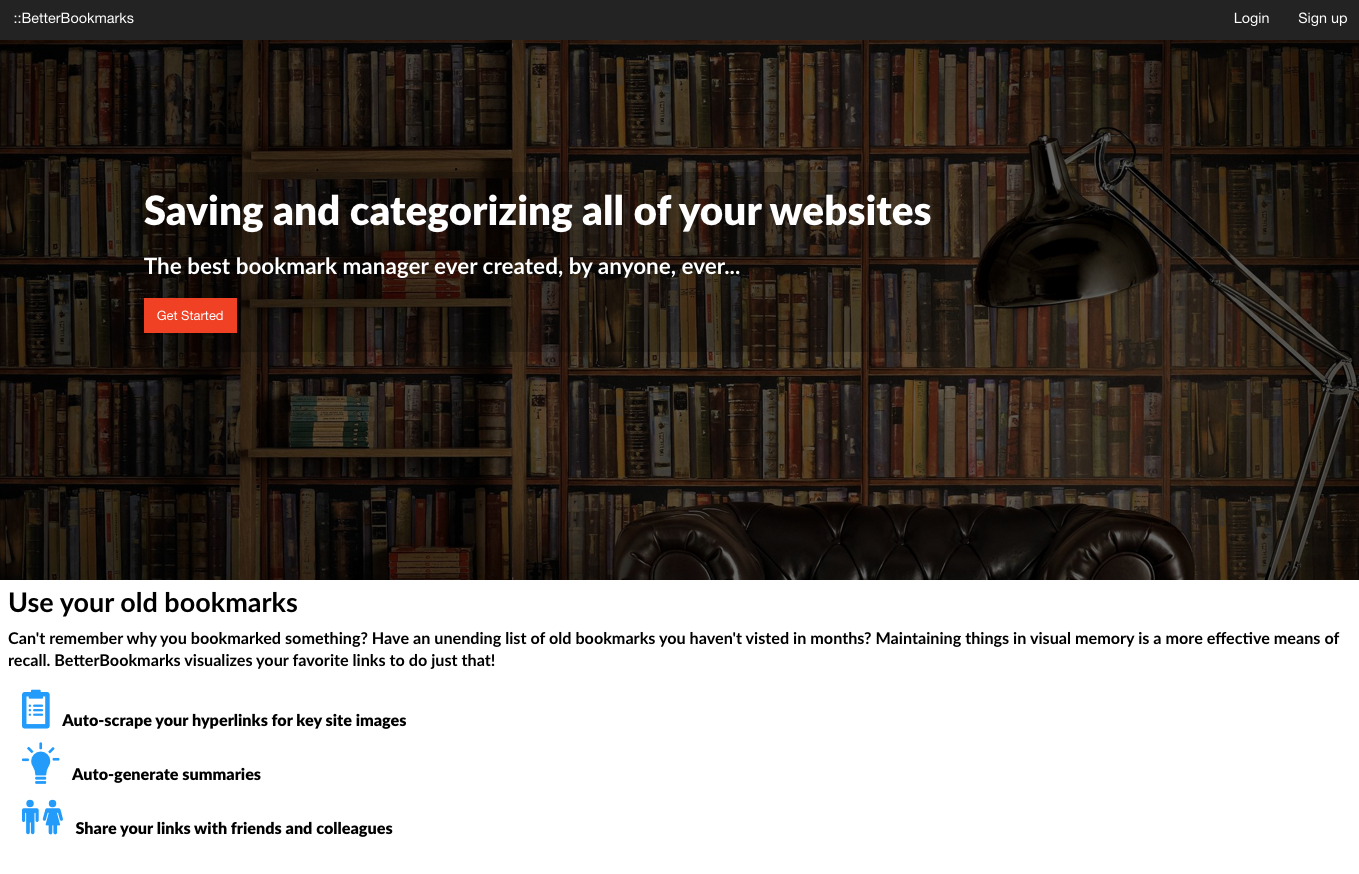 ::BetterBookmarks
Login
Sign up
Saving and categorizing all of your websites
The best bookmark manager ever created, by anyone, ever...
Get Started
Use your old bookmarks
Can't remember why you bookmarked something? Have an unending list of old bookmarks you haven't visted in months? Maintaining things in visual memory is a more effective means of
recall. BetterBookmarks visualizes your favorite links to do just that!
Auto-scrape your hyperlinks for key site images
Auto-generate summaries
Share your links with friends and colleagues